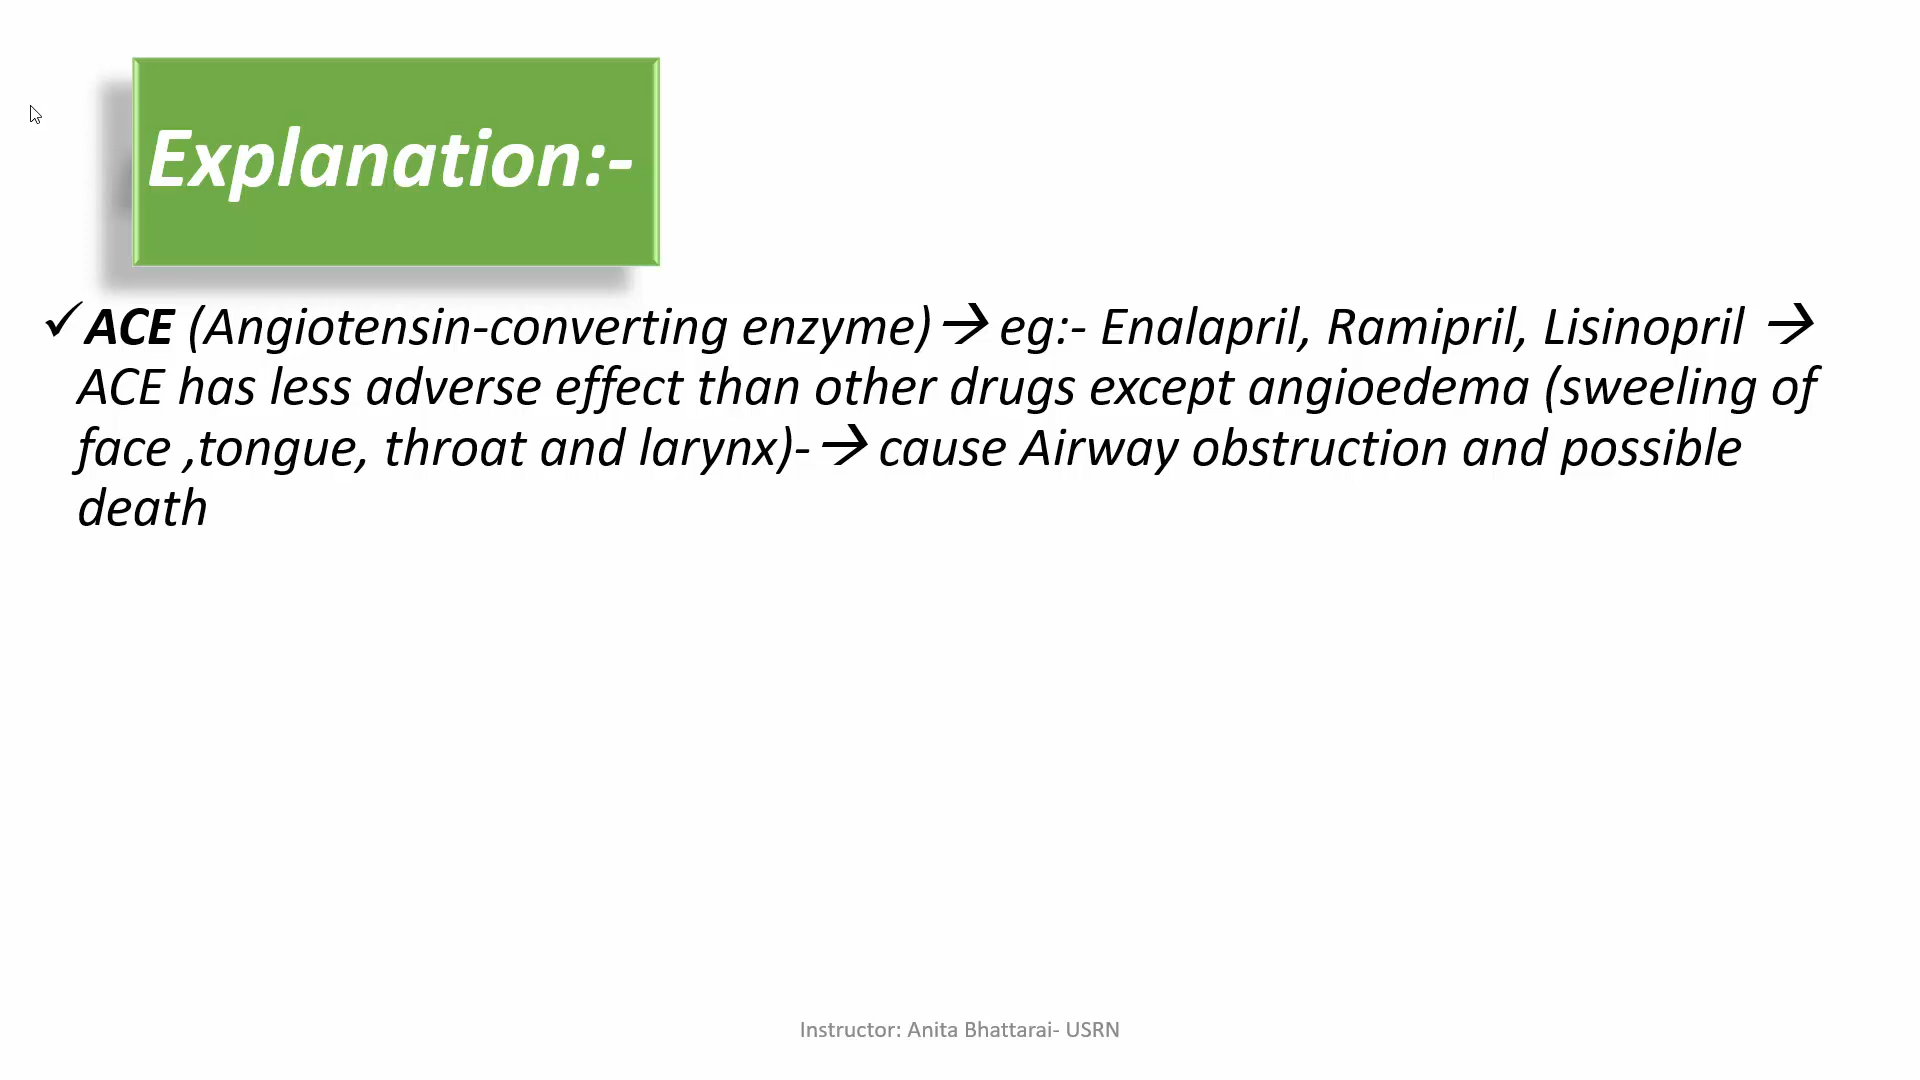 Explanation:-
✓ACE (Angiotensin-converting enzyme)→ eg:- Enalapril, Ramipril, Lisinopril →
ACE has less adverse effect than other drugs except angioedema (sweeling of
face ,tongue, throat and larynx)-→ cause Airway obstruction and possible
death
Instructor: Anita Bhattarai- USRN